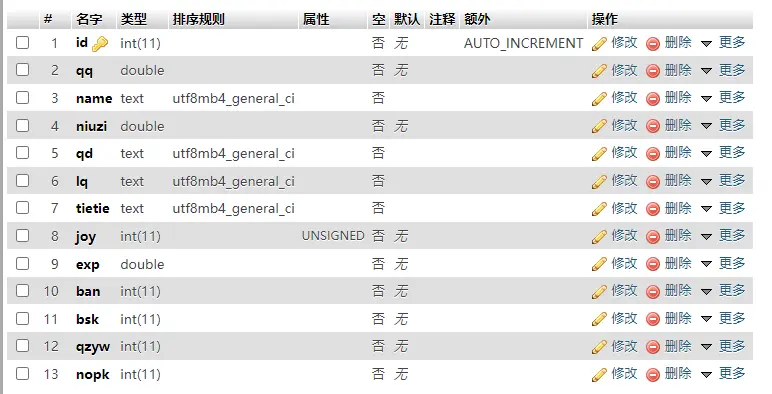 # 名字 类型 排序规则 属性 空 默认 注释 额外 操作
1 id int(11) 否 无 AUTO_INCREMENT 修改 删除 更多
2 qq double 否 无 修改 删除 更多
3 name text utf8mb4_general_ci 否 修改 删除 更多
4 niuzi double 否 无 修改 删除 更多
5 qd text utf8mb4_general_ci 否 修改 删除 更多
6 lq text utf8mb4_general_ci 否 修改 删除 更多
7 tietie text utf8mb4_general_ci 否 修改 删除 更多
8 joy int(11) UNSIGNED 否 无 修改 删除 更多
9 exp double 否 无 修改 删除 更多
10 ban int(11) 否 无 修改 删除 更多
11 bsk int(11) 否 无 修改 删除 更多
12 qzyw int(11) 否 无 修改 删除 更多
13 nopk int(11) 否 无 修改 删除 更多